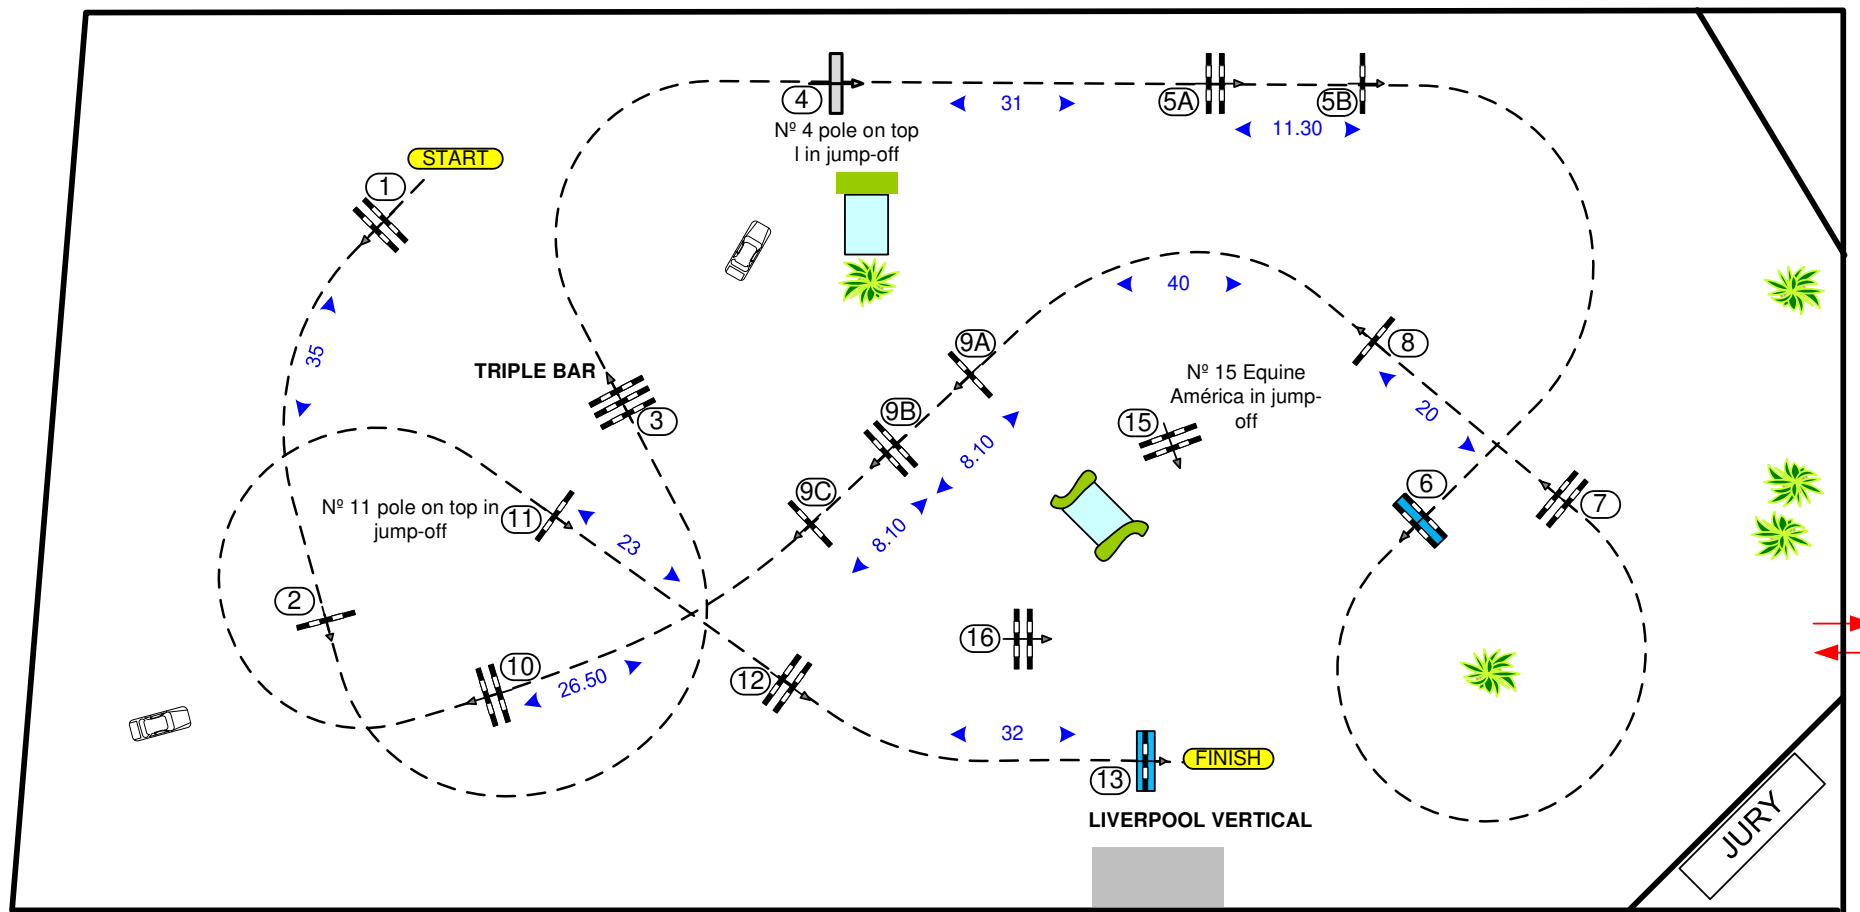 4
5A
5B
31
11.30
Nº 4 pole on top
l in jump-off
START
1
40
35
TRIPLE BAR
3
9A
8
Nº 15 Equine
América in jump-
off
15
20
9B
8.10
9C
8.10
6
7
Nº 11 pole on top in
jump-off
11
23
2
10
26.50
12
16
32
13
FINISH
LIVERPOOL VERTICAL
JURY